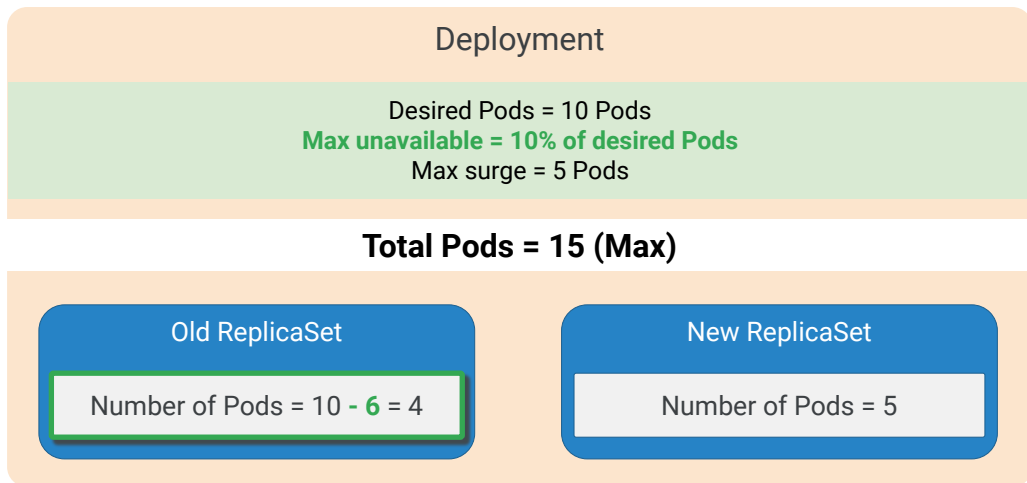 Deployment
Desired Pods = 10 Pods
Max unavailable = 10% of desired Pods
Max surge = 5 Pods
Total Pods = 15 (Max)
Old ReplicaSet
Number of Pods = 10 - 6 = 4
New ReplicaSet
Number of Pods = 5